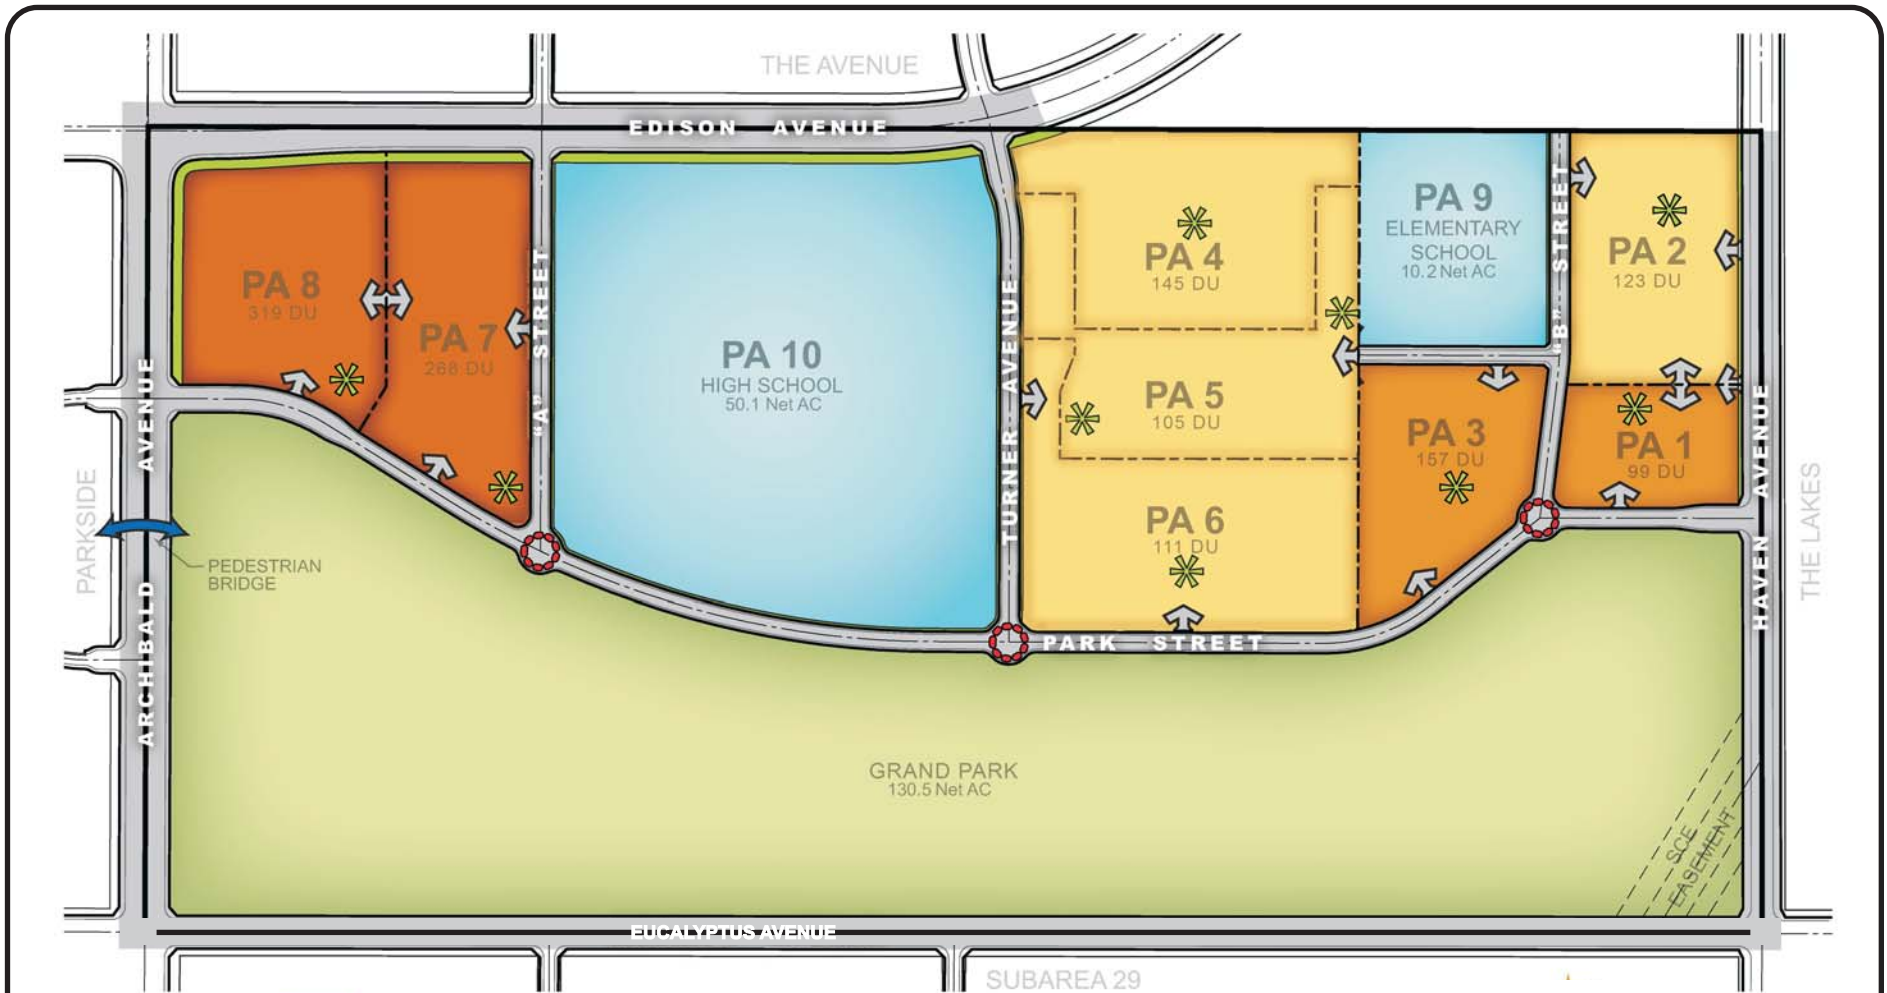 THE AVENUE
EDISON AVENUE
PA 8
319 DU
PA 7
268 DU
"A" STREET
PA 10
HIGH SCHOOL
50.1 Net AC
TURNER AVENUE
PA 4
145 DU
PA 5
105 DU
PA 6
111 DU
PA 9
ELEMENTARY
SCHOOL
10.2 Net AC
"B" STREET
PA 2
123 DU
PA 3
157 DU
PA 1
99 DU
PARKSIDE
ARCHIBALD AVENUE
PEDESTRIAN
BRIDGE
PARK STREET
HAVEN AVENUE
THE LAKES
GRAND PARK
130.5 Net AC
SCE
EASEMENT
EUCALYPTUS AVENUE
SUBAREA 29